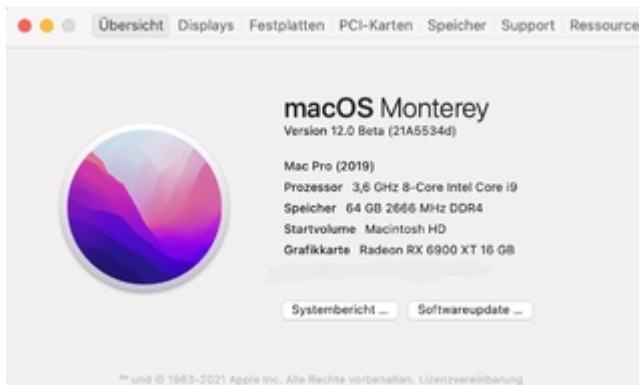 Übersicht Displays Festplatten PCI-Karten Speicher Support Ressource
macOS Monterey
Version 12.0 Beta (21A5534d)
Mac Pro (2019)
Prozessor 3,6 GHz 8-Core Intel Core i9
Speicher 64 GB 2666 MHz DDR4
Startvolume Macintosh HD
Grafikkarte Radeon RX 6900 XT 16 GB
Systembericht ... Softwareupdate ...
™ und © 1983-2021 Apple Inc. Alle Rechte vorbehalten. Lizenzvereinbarung